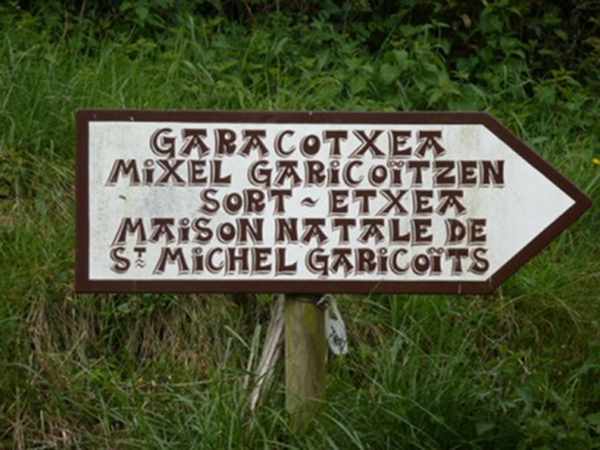 GARACOTXEA
MiXEL GARiCOÏTZEN
SORT ~ ETXEA
MAiSON NATALE DE
ST MiCHEL GARiCOÏTS